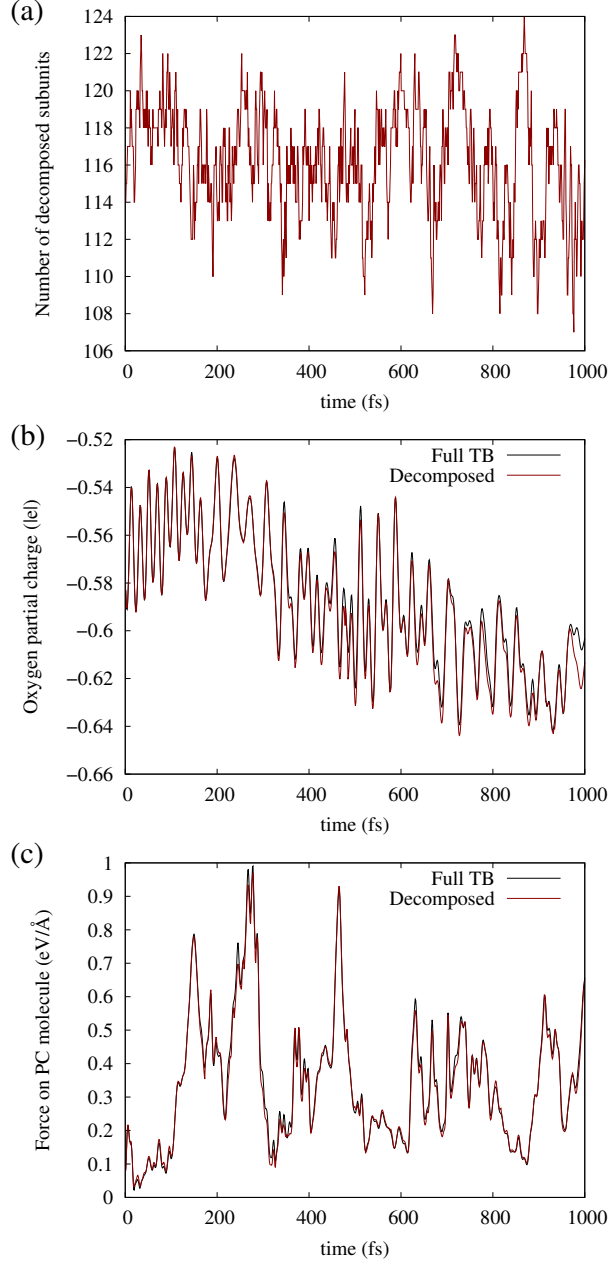 (a)
Number of decomposed subunits
124
122
120
118
116
114
112
110
108
106
0 200 400 600 800 1000
time (fs)
(b)
Oxygen partial charge (|e|)
−0.52
−0.54
−0.56
−0.58
−0.6
−0.62
−0.64
−0.66
Full TB
Decomposed
0 200 400 600 800 1000
time (fs)
(c)
Force on PC molecule (eV/Å)
1
0.9
0.8
0.7
0.6
0.5
0.4
0.3
0.2
0.1
0
Full TB
Decomposed
0 200 400 600 800 1000
time (fs)